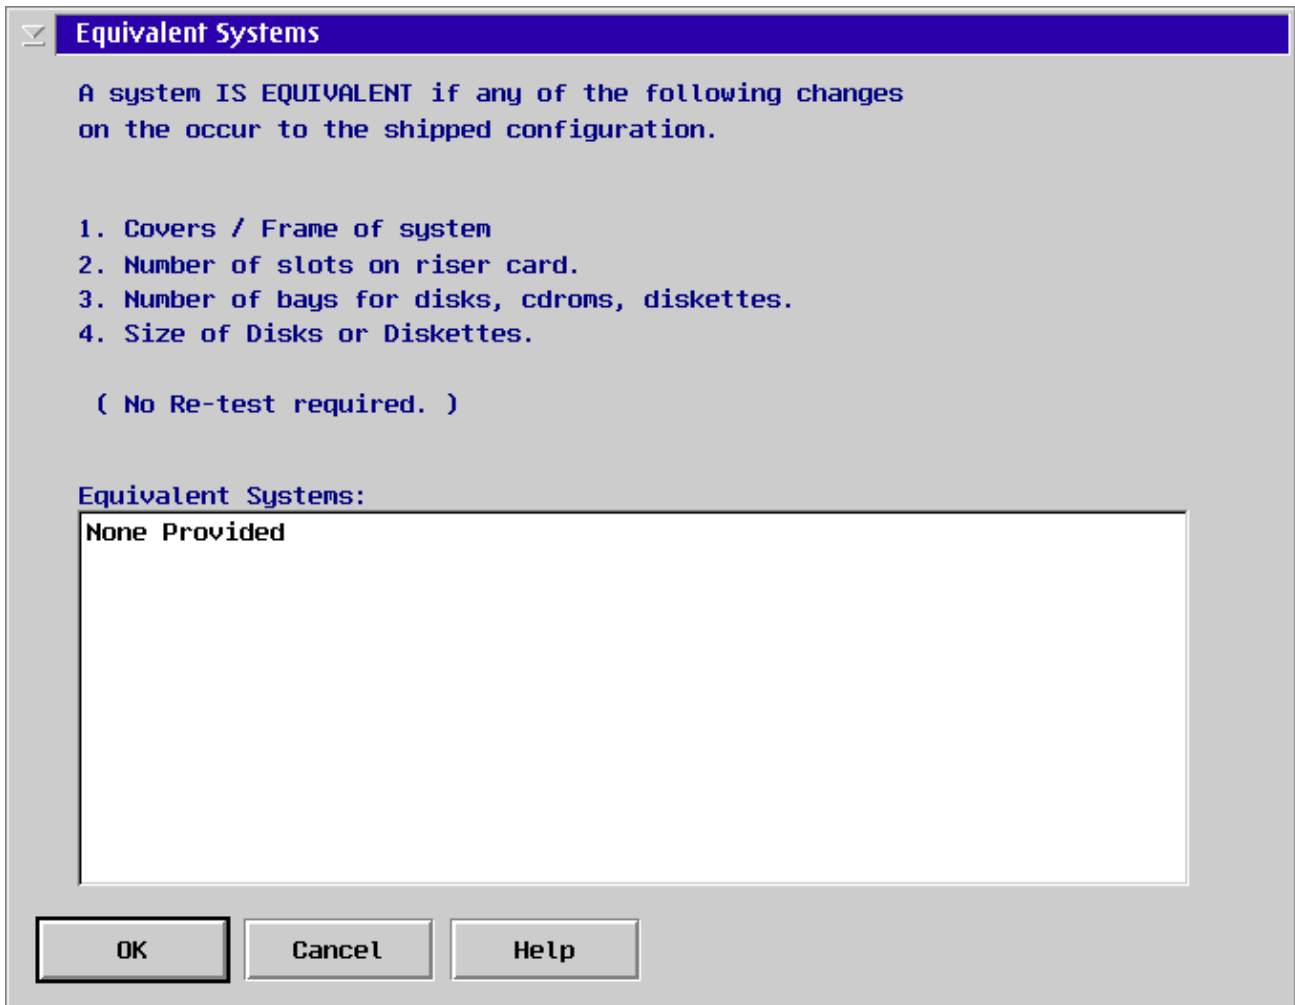 Equivalent Systems
A system IS EQUIVALENT if any of the following changes
on the occur to the shipped configuration.
1. Covers / Frame of system
2. Number of slots on riser card.
3. Number of bays for disks, cdroms, diskettes.
4. Size of Disks or Diskettes.
( No Re-test required. )
Equivalent Systems:
None Provided
OK Cancel Help